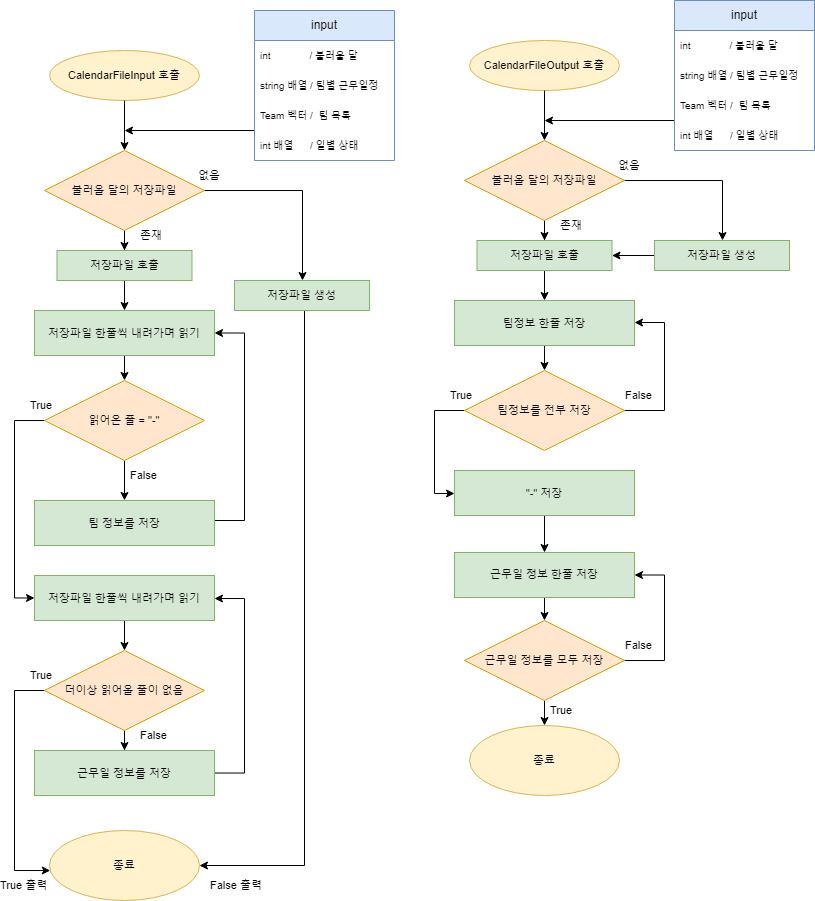 input
int / 불러올 달
string 배열 / 팀별 근무일정
Team 벡터 / 팀 목록
int 배열 / 일별 상태
CalendarFileInput 호출
불러올 달의 저장파일
없음
존재
저장파일 호출
저장파일 생성
저장파일 한줄씩 내려가며 읽기
True
읽어온 줄 = "-"
False
팀 정보를 저장
저장파일 한줄씩 내려가며 읽기
True
더이상 읽어올 줄이 없음
False
근무일 정보를 저장
종료
True 출력
False 출력
input
int / 불러올 달
string 배열 / 팀별 근무일정
Team 벡터 / 팀 목록
int 배열 / 일별 상태
CalendarFileOutput 호출
없음
불러올 달의 저장파일
존재
저장파일 호출
저장파일 생성
팀정보 한줄 저장
True
False
팀정보를 전부 저장
"-" 저장
근무일 정보 한줄 저장
False
근무일 정보를 모두 저장
True
종료